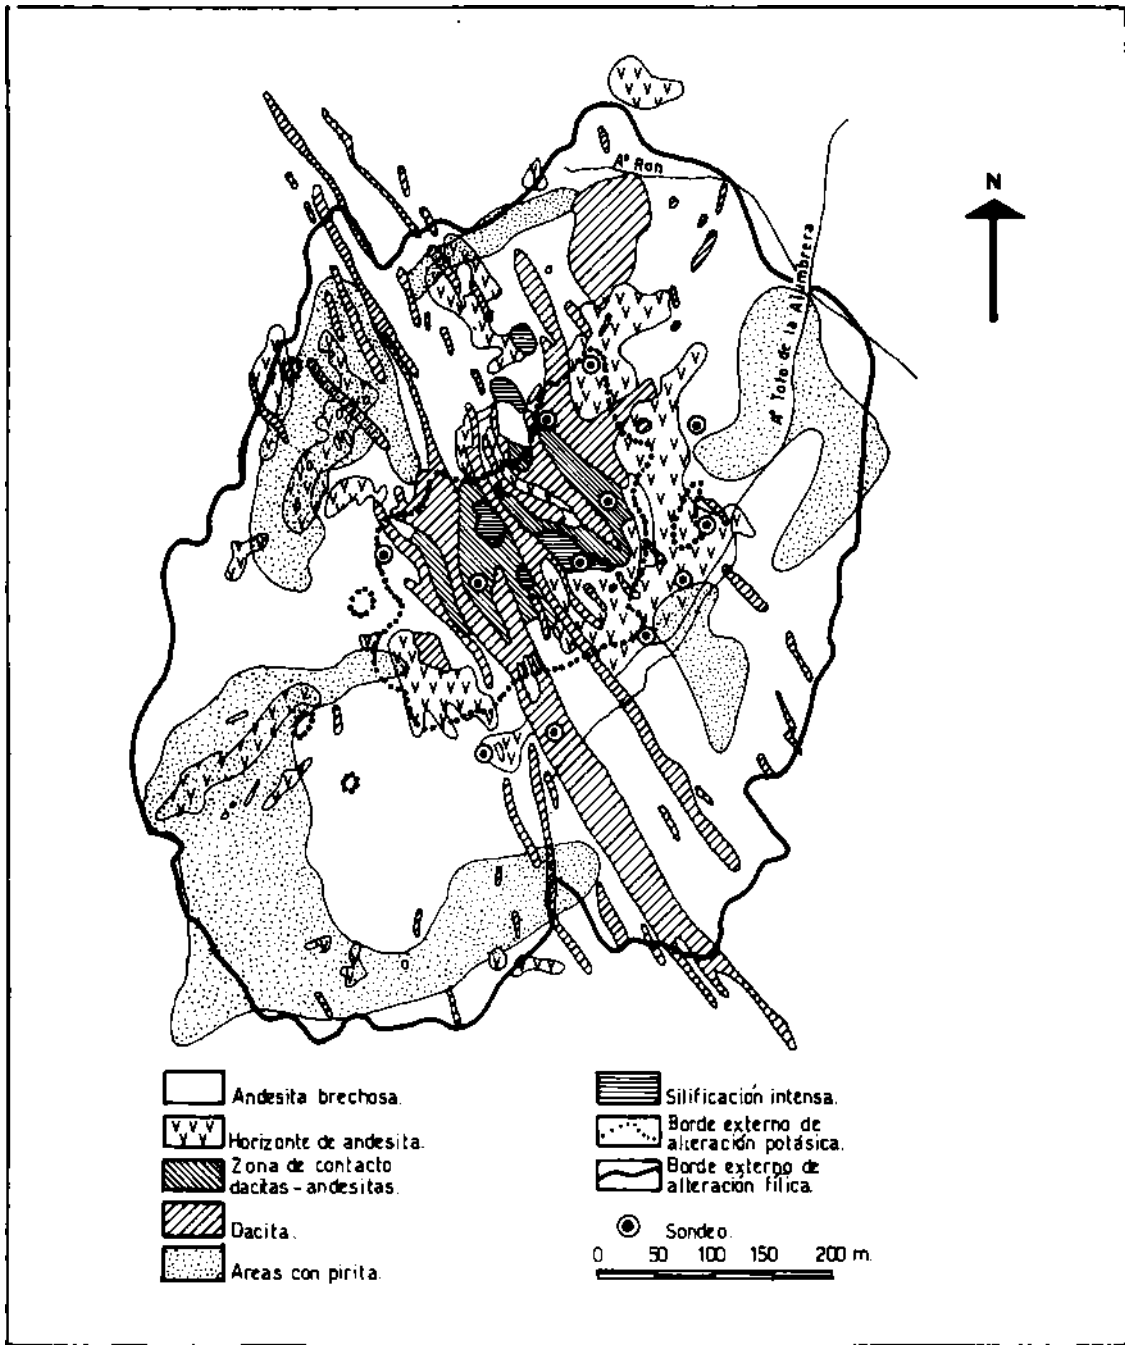 N
Aº Ron
Aº Toto de la Alumbrera
Andesita brechosa.
Horizonte de andesita.
Zona de contacto
dacitas-andesitas.
Dacita.
Areas con pirita.
Silificación intensa.
Borde externo de
alteración potásica.
Borde externo de
alteración fílica.
Sondeo.
0 50 100 150 200 m.